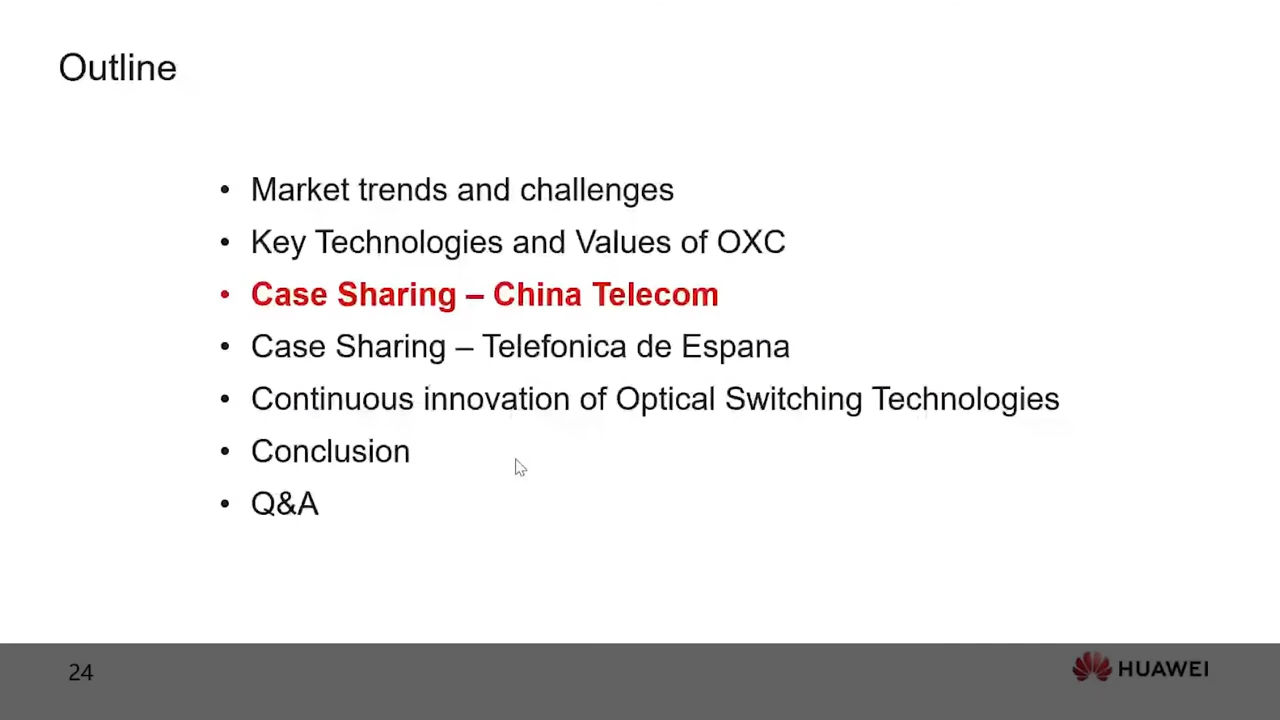 Outline
• Market trends and challenges
• Key Technologies and Values of OXC
• Case Sharing – China Telecom
• Case Sharing – Telefonica de Espana
• Continuous innovation of Optical Switching Technologies
• Conclusion
• Q&A
24
HUAWEI